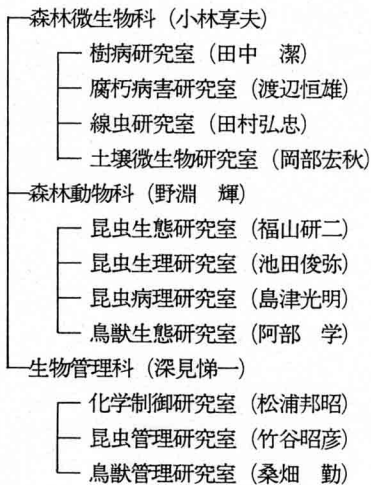 森林微生物科（小林享夫）
樹病研究室（田中　潔）
腐朽病害研究室（渡辺恒雄）
線虫研究室（田村弘忠）
土壌微生物研究室（岡部宏秋）
森林動物科（野淵　輝）
昆虫生態研究室（福山研二）
昆虫生理研究室（池田俊弥）
昆虫病理研究室（島津光明）
鳥獣生態研究室（阿部　学）
生物管理科（深見悌一）
化学制御研究室（松浦邦昭）
昆虫管理研究室（竹谷昭彦）
鳥獣管理研究室（桑畑　勤）